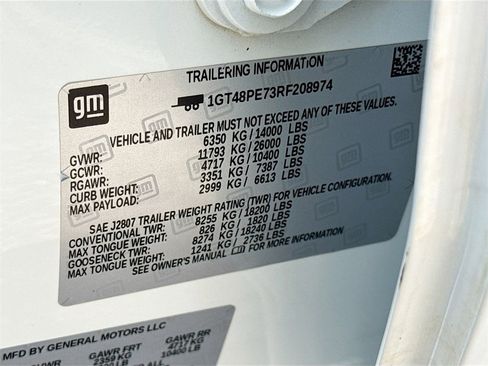 TRAILERING INFORMATION
gm
1GT48PE73RF208974
VEHICLE AND TRAILER MUST NOT EXCEED ANY OF THESE VALUES.
GVWR: 6350 KG / 14000 LBS
GCWR: 11793 KG / 26000 LBS
RGAWR: 4717 KG / 10400 LBS
CURB WEIGHT: 3351 KG / 7387 LBS
MAX PAYLOAD: 2999 KG / 6613 LBS
SAE J2807 TRAILER WEIGHT RATING (TWR) FOR VEHICLE CONFIGURATION.
CONVENTIONAL TWR: 8255 KG / 18200 LBS
MAX TONGUE WEIGHT: 826 KG / 1820 LBS
GOOSENECK TWR: 8274 KG / 18240 LBS
MAX TONGUE WEIGHT: 1241 KG / 2736 LBS
SEE OWNER'S MANUAL FOR MORE INFORMATION
MFD BY GENERAL MOTORS LLC
GAWR FRT GAWR RR
2359 KG 4717 KG
10400 LB